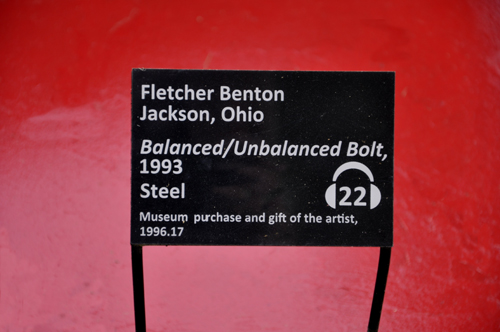 Fletcher Benton
Jackson, Ohio
Balanced/Unbalanced Bolt,
1993
Steel
22
Museum purchase and gift of the artist,
1996.17